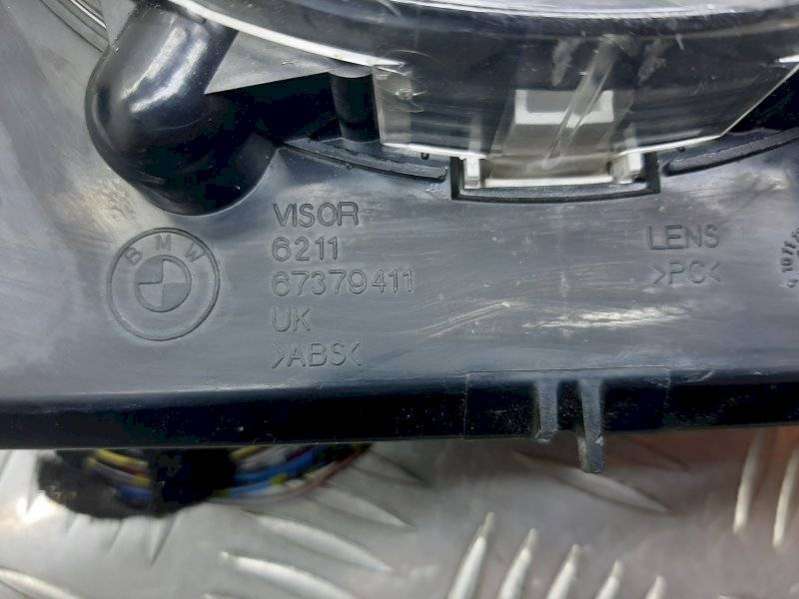 BMW
VISOR
6211
67379411
UK
>ABS<
LENS
>PC<